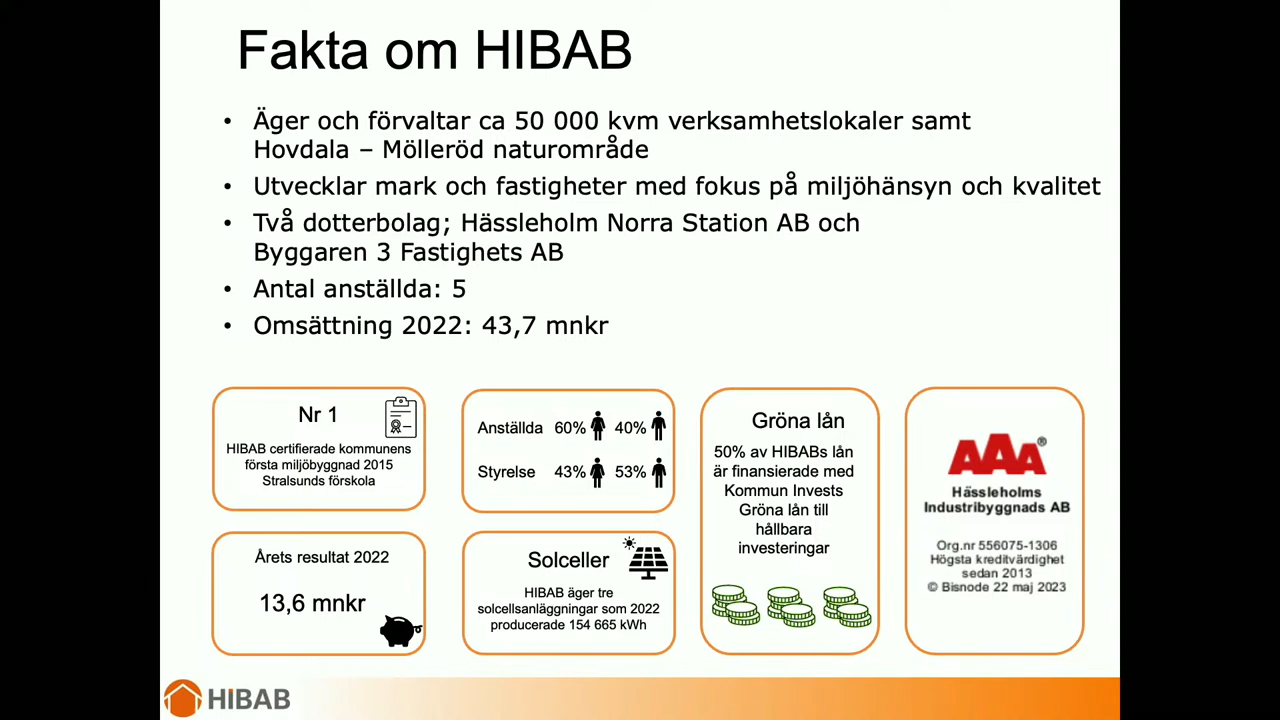 Fakta om HIBAB
• Äger och förvaltar ca 50 000 kvm verksamhetslokaler samt
Hovdala – Mölleröd naturområde
• Utvecklar mark och fastigheter med fokus på miljöhänsyn och kvalitet
• Två dotterbolag; Hässleholm Norra Station AB och
Byggaren 3 Fastighets AB
• Antal anställda: 5
• Omsättning 2022: 43,7 mnkr
Nr 1
HIBAB certifierade kommunens
första miljöbyggnad 2015
Stralsunds förskola
Anställda 60% 40%
Styrelse 43% 53%
Gröna lån
50% av HIBABs lån
är finansierade med
Kommun Invests
Gröna lån till
hållbara
investeringar
AAA®
Hässleholms
Industribyggnads AB
Org.nr 556075-1306
Högsta kreditvärdighet
sedan 2013
© Bisnode 22 maj 2023
Årets resultat 2022
13,6 mnkr
Solceller
HIBAB äger tre
solcellsanläggningar som 2022
producerade 154 665 kWh
HIBAB